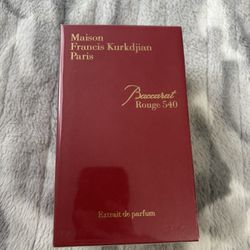 Maison
Francis Kurkdjian
Paris
Baccarat
Rouge 540
Extrait de parfum